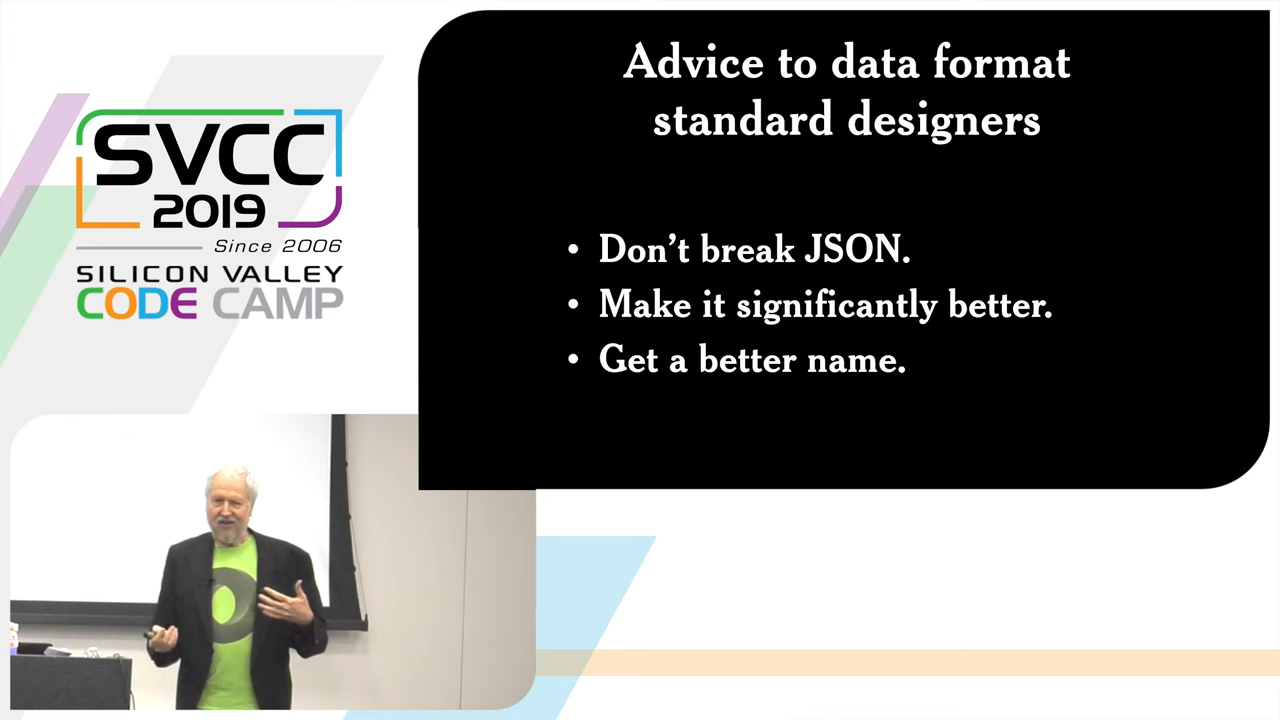 SVCC
2019
Since 2006
SILICON VALLEY
CODE CAMP
Advice to data format
standard designers
• Don’t break JSON.
• Make it significantly better.
• Get a better name.